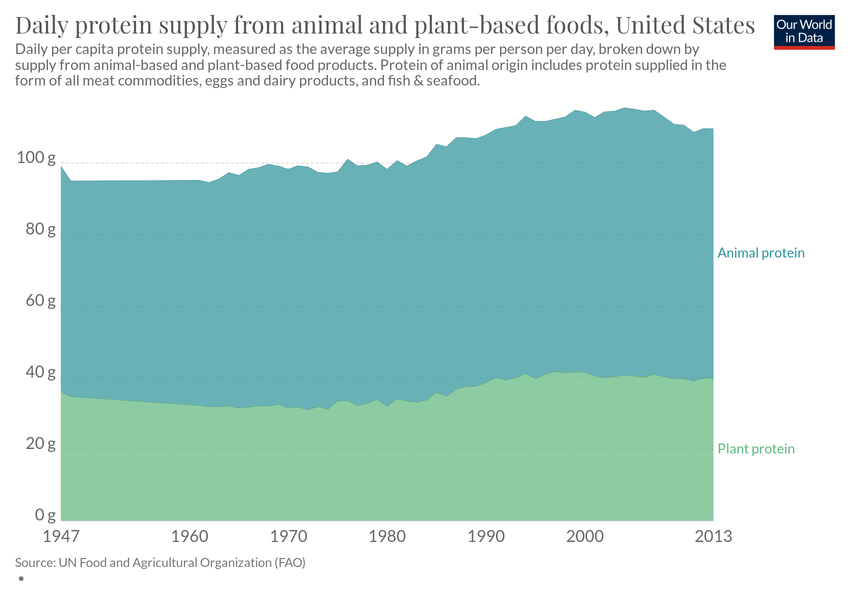 Daily protein supply from animal and plant-based foods, United States
Our World
in Data
Daily per capita protein supply, measured as the average supply in grams per person per day, broken down by
supply from animal-based and plant-based food products. Protein of animal origin includes protein supplied in the
form of all meat commodities, eggs and dairy products, and fish & seafood.
100 g
80 g
Animal protein
60 g
40 g
20 g
Plant protein
0 g
1947 1960 1970 1980 1990 2000 2013
Source: UN Food and Agricultural Organization (FAO)
•